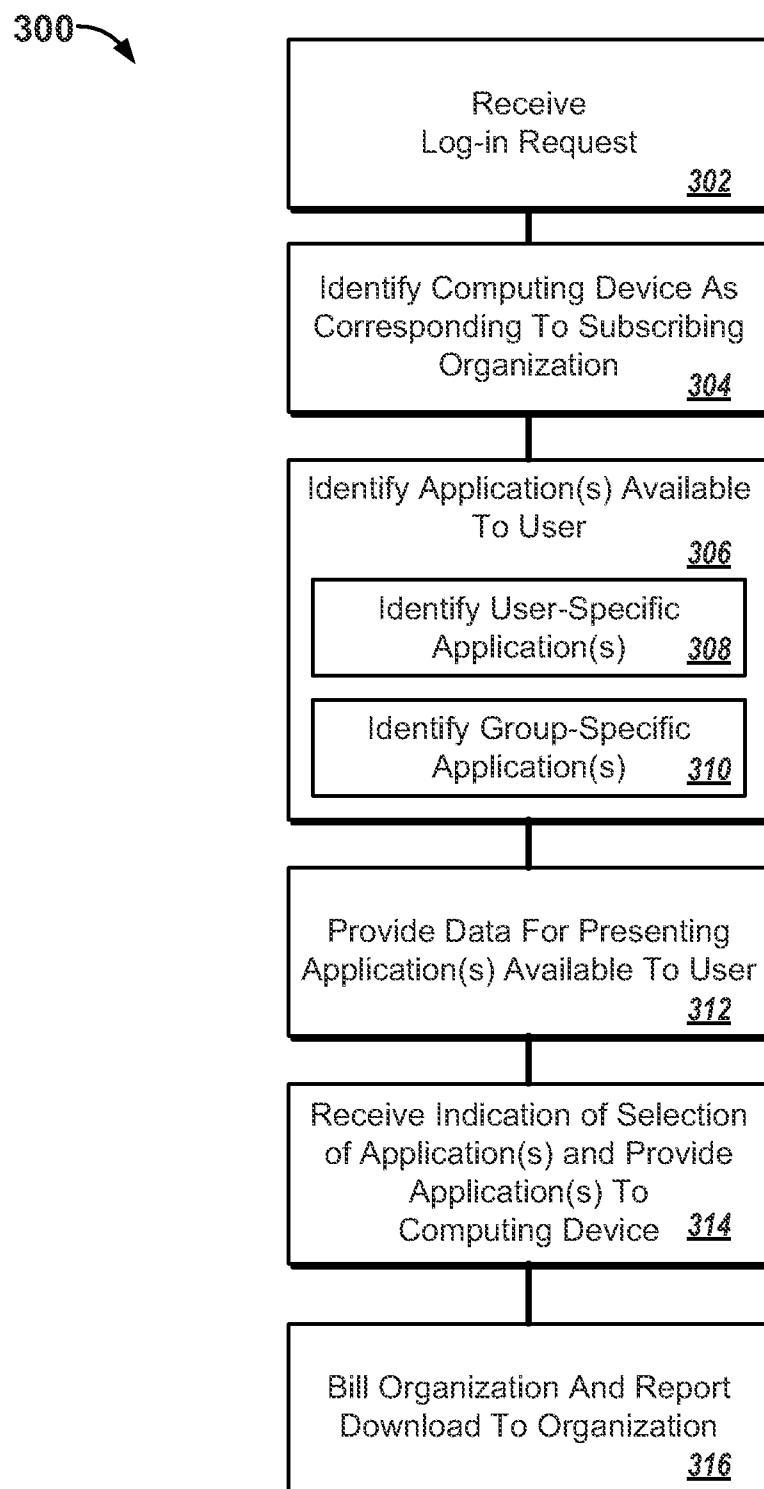 300
Receive
Log-in Request
302
Identify Computing Device As
Corresponding To Subscribing
Organization
304
Identify Application(s) Available
To User
306
Identify User-Specific
Application(s) 308
Identify Group-Specific
Application(s) 310
Provide Data For Presenting
Application(s) Available To User
312
Receive Indication of Selection
of Application(s) and Provide
Application(s) To
Computing Device 314
Bill Organization And Report
Download To Organization
316